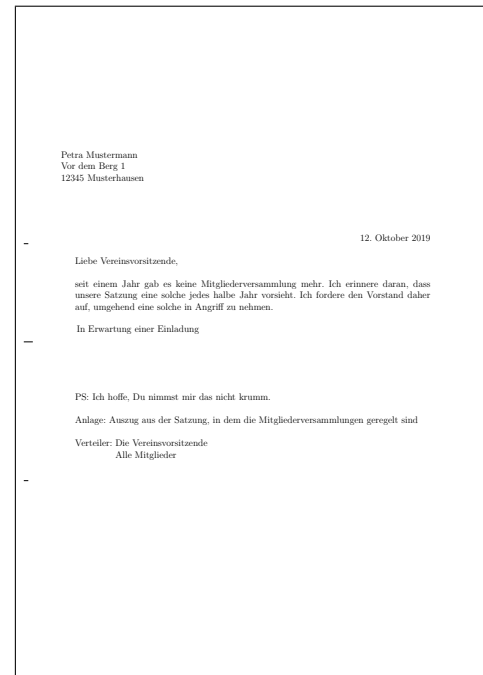 Petra Mustermann
Vor dem Berg 1
12345 Musterhausen
12. Oktober 2019
Liebe Vereinsvorsitzende,
seit einem Jahr gab es keine Mitgliederversammlung mehr. Ich erinnere daran, dass
unsere Satzung eine solche jedes halbe Jahr vorsieht. Ich fordere den Vorstand daher
auf, umgehend eine solche in Angriff zu nehmen.
In Erwartung einer Einladung
PS: Ich hoffe, Du nimmst mir das nicht krumm.
Anlage: Auszug aus der Satzung, in dem die Mitgliederversammlungen geregelt sind
Verteiler: Die Vereinsvorsitzende
Alle Mitglieder